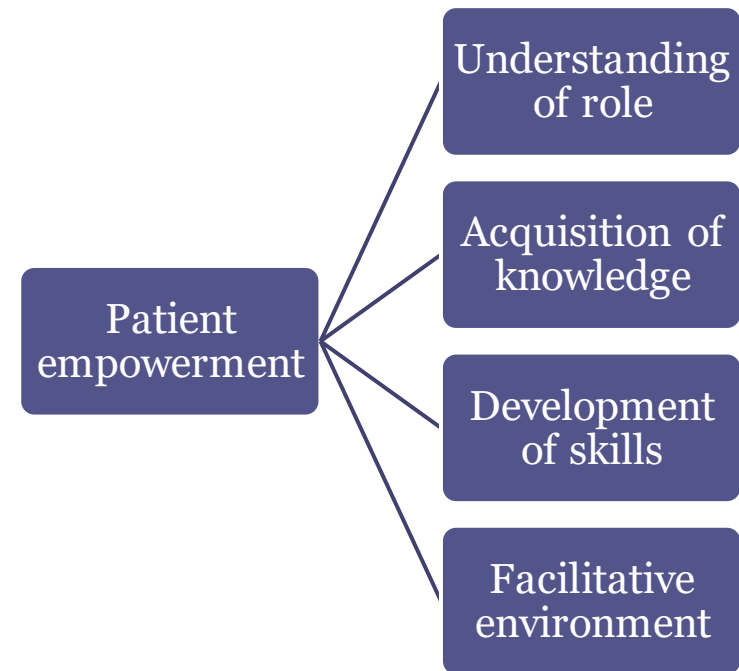 Understanding
of role
Acquisition of
knowledge
Patient
empowerment
Development
of skills
Facilitative
environment